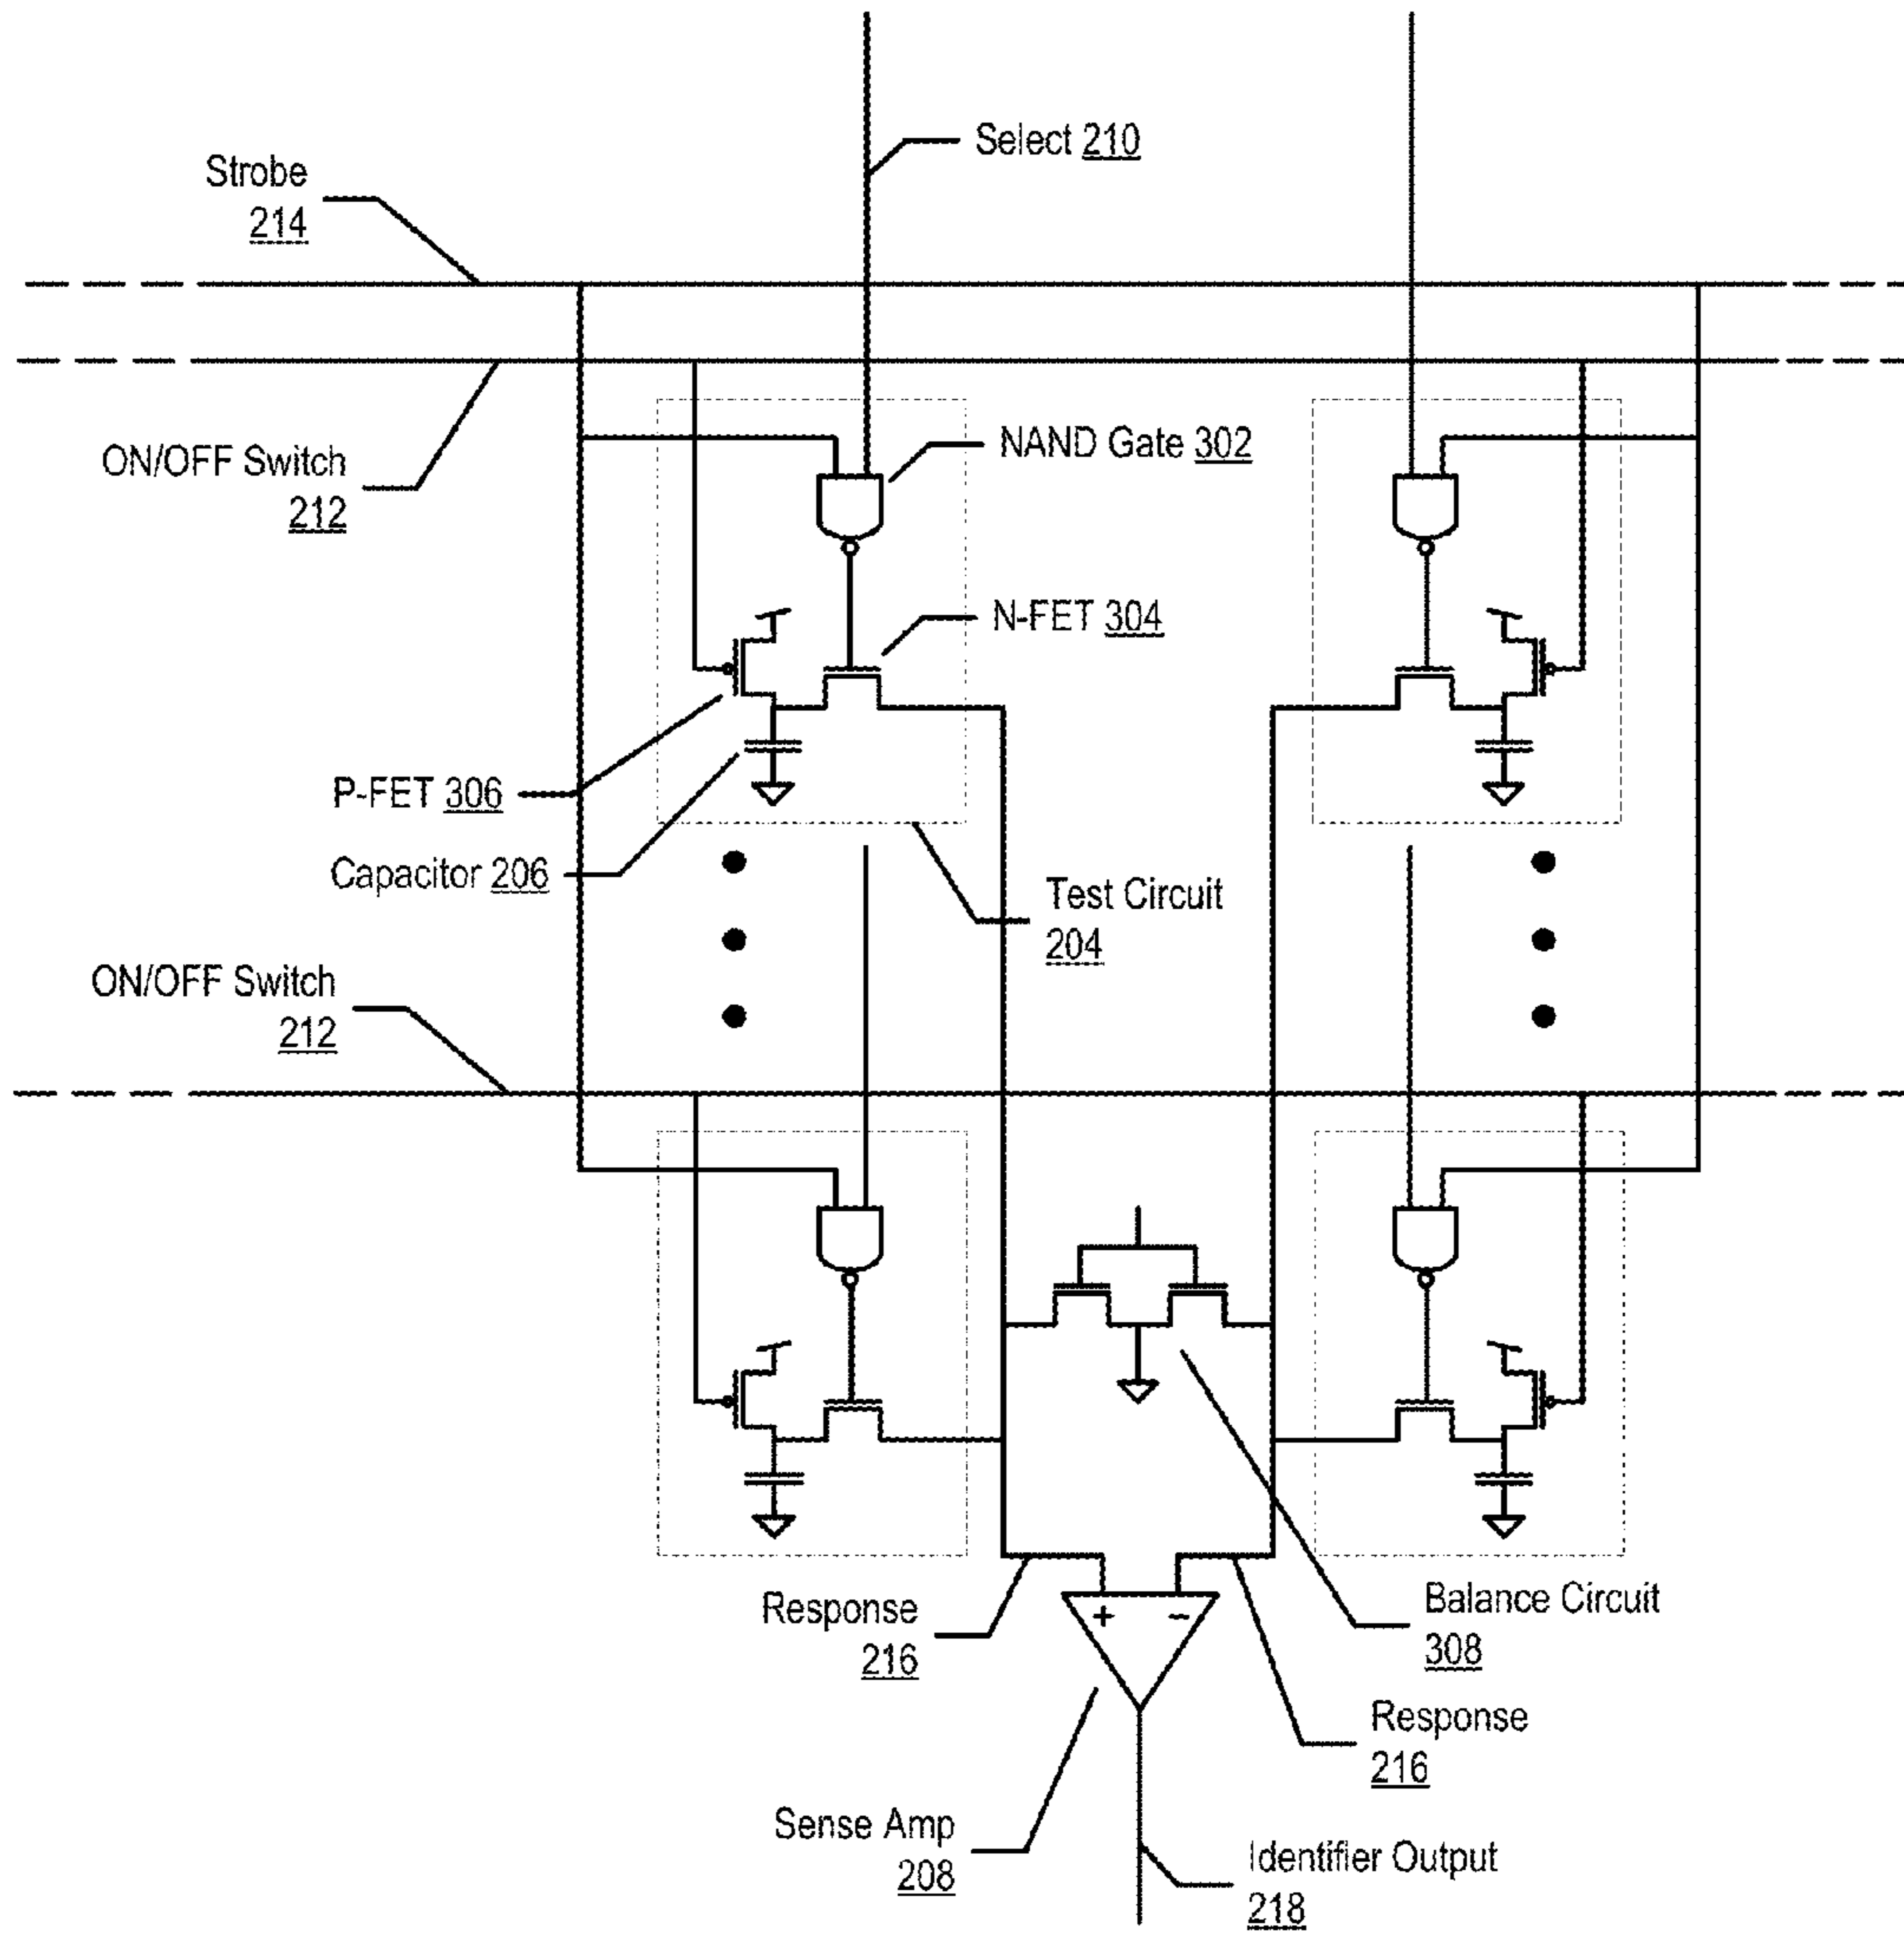 Select 210
Strobe
214
NAND Gate 302
ON/OFF Switch
212
N-FET 304
P-FET 306
Capacitor 206
Test Circuit
204
ON/OFF Switch
212
Response
216
+ −
Balance Circuit
308
Response
216
Sense Amp
208
Identifier Output
218